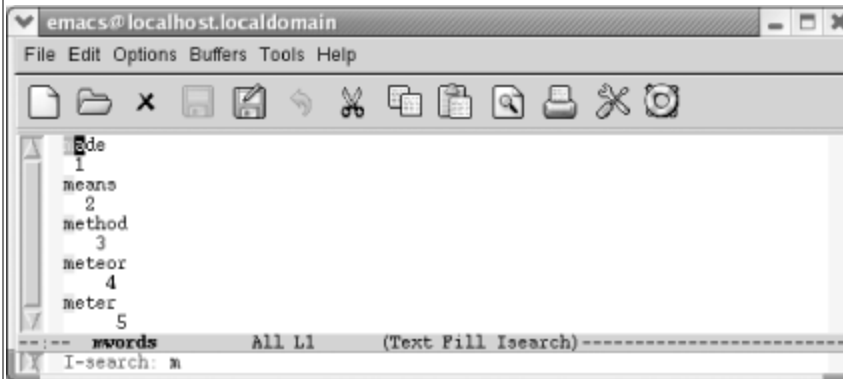 emacs@localhost.localdomain
File Edit Options Buffers Tools Help
made
1
means
2
method
3
meteor
4
meter
5
--:-- mwords All L1 (Text Fill Isearch)-------------------------
I-search: m